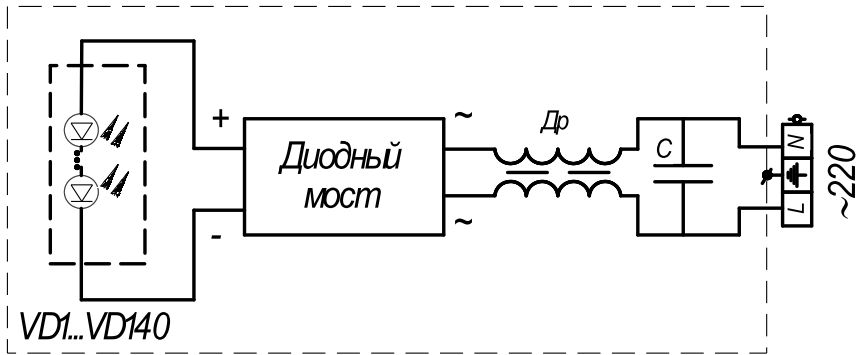 +
~
Др
Диодный
мост
C
N
L
~220
-
~
VD1...VD140